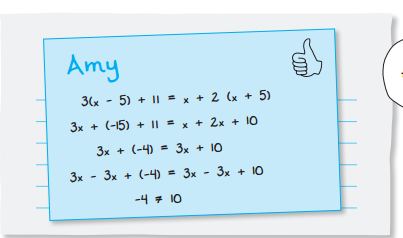 Amy
3(x - 5) + 11 = x + 2 (x + 5)
3x + (-15) + 11 = x + 2x + 10
3x + (-4) = 3x + 10
3x - 3x + (-4) = 3x - 3x + 10
-4 ≠ 10